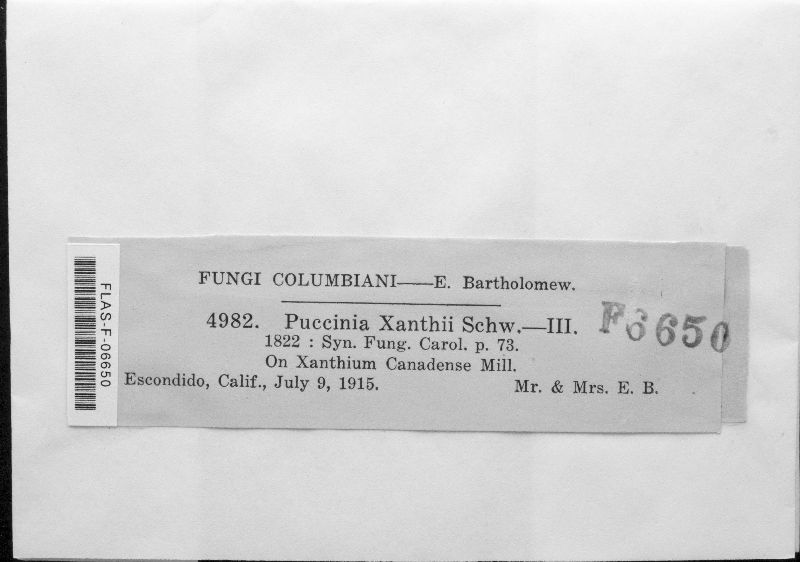 FUNGI COLUMBIANI——E. Bartholomew.
4982. Puccinia Xanthii Schw.—III.
F6650
1822 : Syn. Fung. Carol. p. 73.
On Xanthium Canadense Mill.
Escondido, Calif., July 9, 1915. Mr. & Mrs. E. B.
FLAS-F-06650